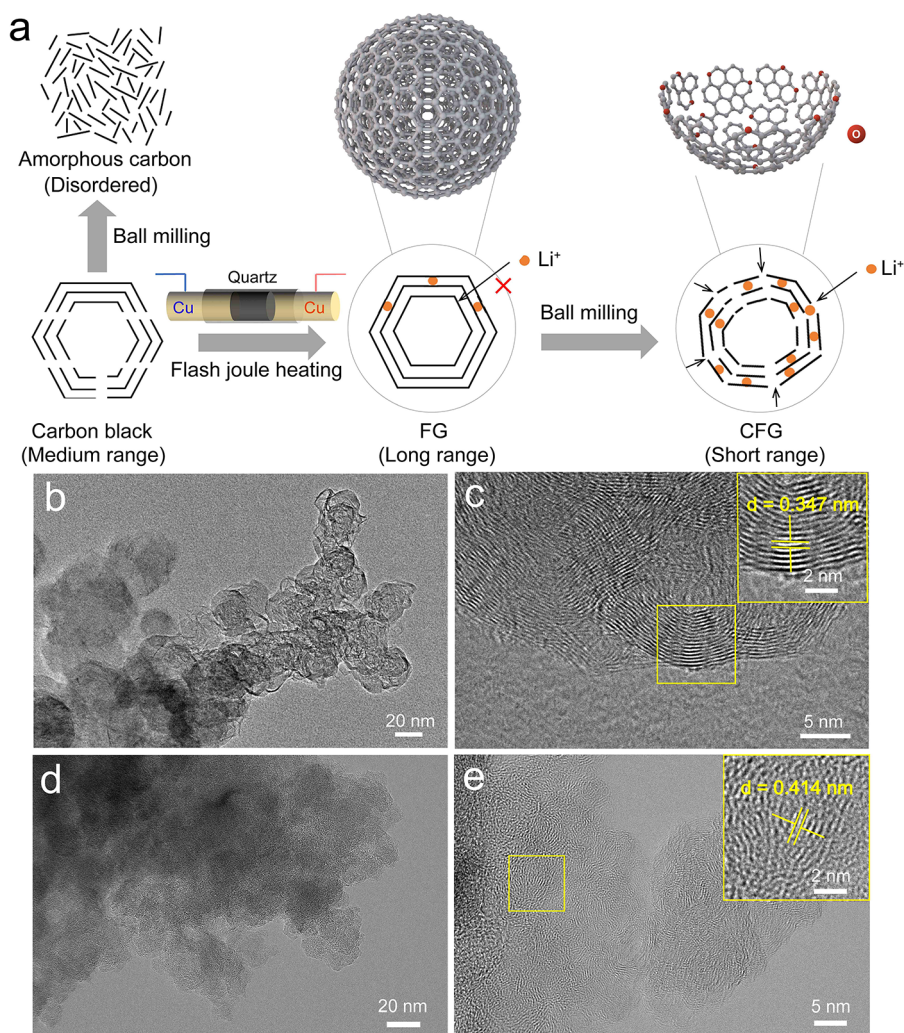 a
Amorphous carbon
(Disordered)
O
Ball milling
Quartz
Cu
Cu
Li⁺
Li⁺
Flash joule heating
Ball milling
Carbon black
(Medium range)
FG
(Long range)
CFG
(Short range)
b
20 nm
c
d = 0.347 nm
2 nm
5 nm
d
20 nm
e
d = 0.414 nm
2 nm
5 nm